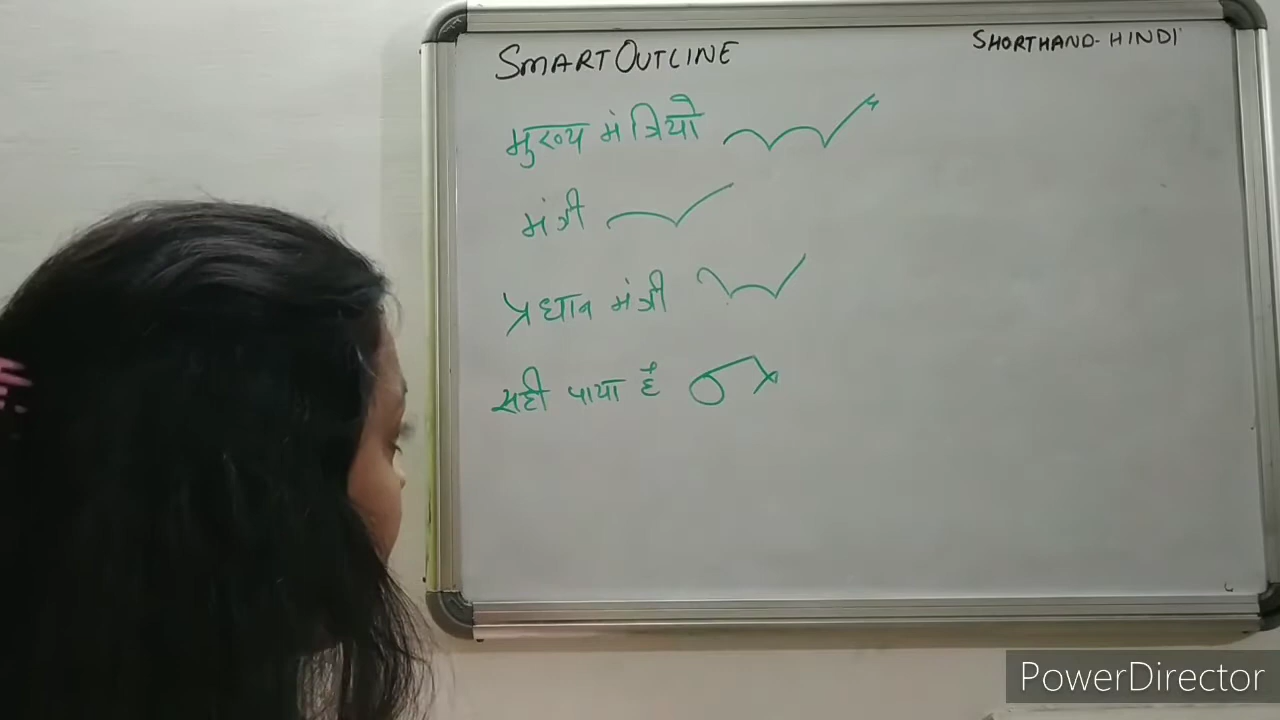 SMART OUTLINE
SHORTHAND-HINDI
मुख्य मंत्रियो
मंत्री
प्रधान मंत्री
सही पाया है
PowerDirector